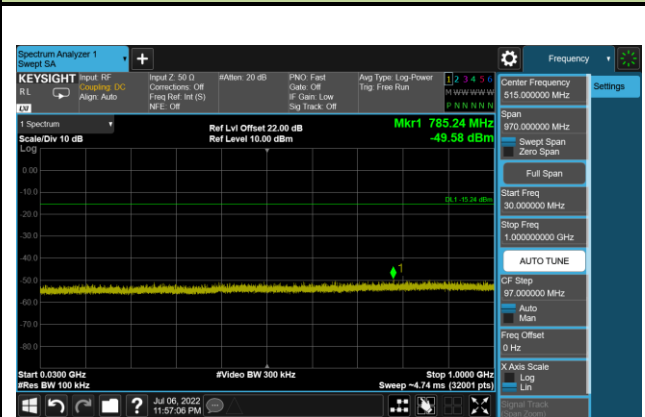 Spectrum Analyzer 1
Swept SA
+
Frequency
KEYSIGHT
RL
LXI
Input: RF
Coupling: DC
Align: Auto
Input Z: 50 Ω
Corrections: Off
Freq Ref: Int (S)
NFE: Off
#Atten: 20 dB
PNO: Fast
Gate: Off
IF Gain: Low
Sig Track: Off
Avg Type: Log-Power
Trig: Free Run
1 2 3 4 5 6
M W W W W W
P N N N N N
Center Frequency
515.000000 MHz
Settings
1 Spectrum
Scale/Div 10 dB
Log
Ref Lvl Offset 22.00 dB
Ref Level 10.00 dBm
Mkr1 785.24 MHz
-49.58 dBm
Span
970.000000 MHz
Swept Span
Zero Span
Full Span
Start Freq
30.000000 MHz
Stop Freq
1.000000000 GHz
AUTO TUNE
CF Step
97.000000 MHz
Auto
Man
Freq Offset
0 Hz
X Axis Scale
Log
Lin
Signal Track
(Span Zoom)
0.00
-10.0
DL1 -15.24 dBm
-20.0
-30.0
-40.0
1
-50.0
-60.0
-70.0
-80.0
Start 0.0300 GHz
#Res BW 100 kHz
#Video BW 300 kHz
Stop 1.0000 GHz
Sweep ~4.74 ms (32001 pts)
?
Jul 06, 2022
11:57:06 PM